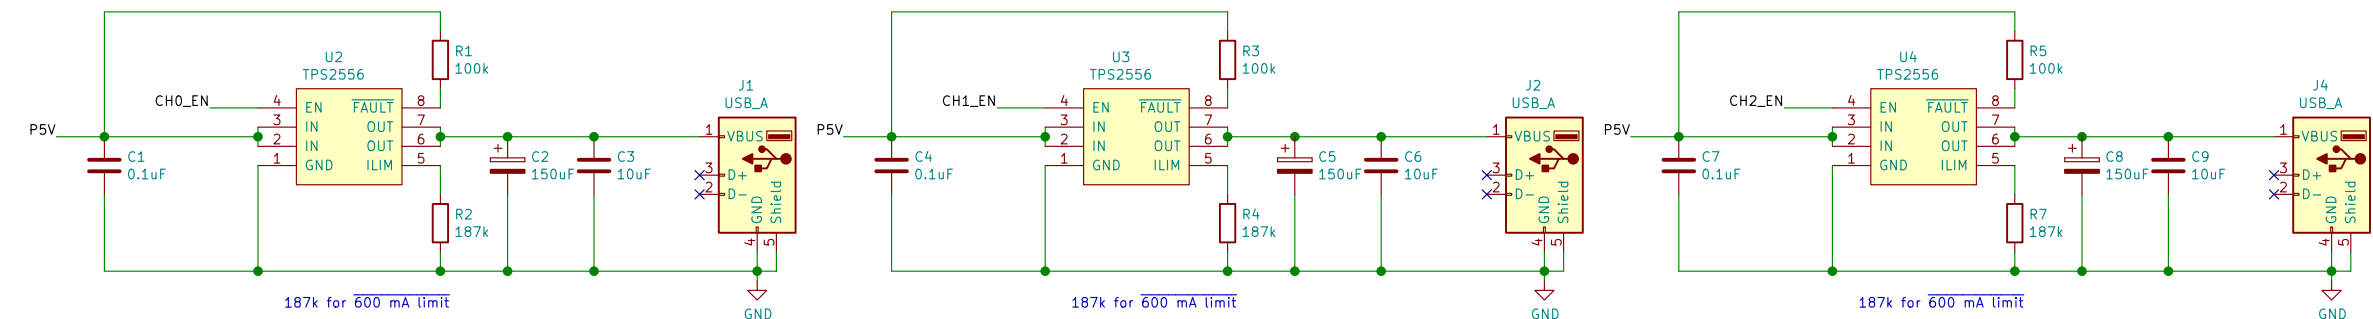 P5V
CH0_EN
C1
0.1uF
U2
TPS2556
4 EN FAULT 8
3 IN OUT 7
2 IN OUT 6
1 GND ILIM 5
R1
100k
R2
187k
+
C2
150uF
C3
10uF
J1
USB_A
1 VBUS
3 D+
2 D-
GND
Shield
4
5
GND
187k for 600 mA limit
P5V
CH1_EN
C4
0.1uF
U3
TPS2556
4 EN FAULT 8
3 IN OUT 7
2 IN OUT 6
1 GND ILIM 5
R3
100k
R4
187k
+
C5
150uF
C6
10uF
J2
USB_A
1 VBUS
3 D+
2 D-
GND
Shield
4
5
GND
187k for 600 mA limit
P5V
CH2_EN
C7
0.1uF
U4
TPS2556
4 EN FAULT 8
3 IN OUT 7
2 IN OUT 6
1 GND ILIM 5
R5
100k
R7
187k
+
C8
150uF
C9
10uF
J4
USB_A
1 VBUS
3 D+
2 D-
GND
Shield
4
5
GND
187k for 600 mA limit